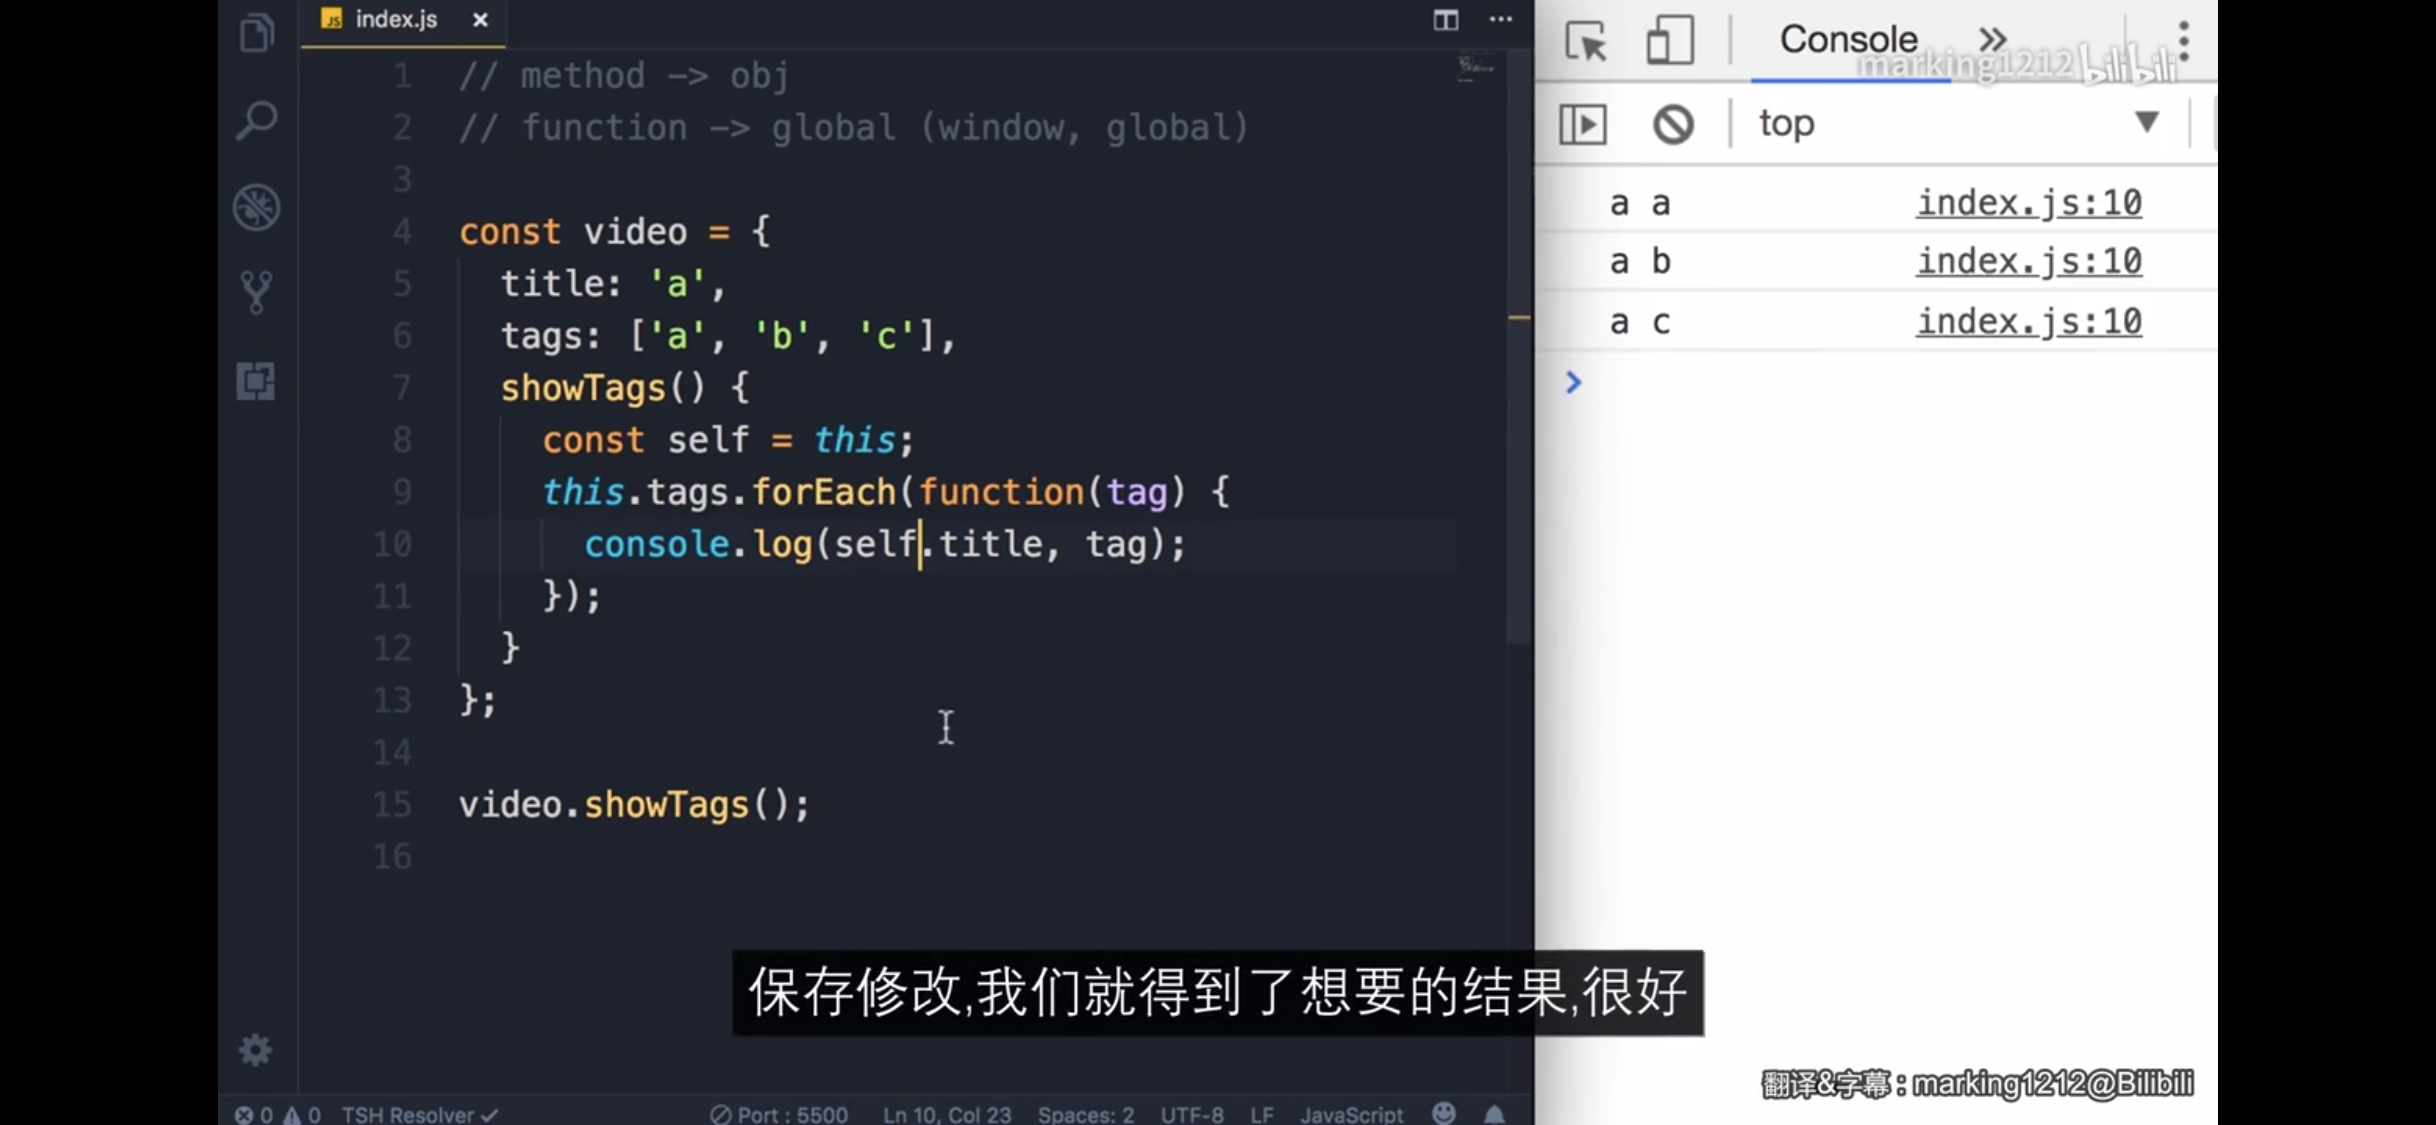 index.js
1 // method -> obj
2 // function -> global (window, global)
3
4 const video = {
5 title: 'a',
6 tags: ['a', 'b', 'c'],
7 showTags() {
8 const self = this;
9 this.tags.forEach(function(tag) {
10 console.log(self.title, tag);
11 });
12 }
13 };
14
15 video.showTags();
16
Console
marking1212 bilibili
top
a a index.js:10
a b index.js:10
a c index.js:10
保存修改,我们就得到了想要的结果,很好
翻译&字幕:marking1212@Bilibili
0 0 TSH Resolver Port : 5500 Ln 10, Col 23 Spaces: 2 UTF-8 LF JavaScript